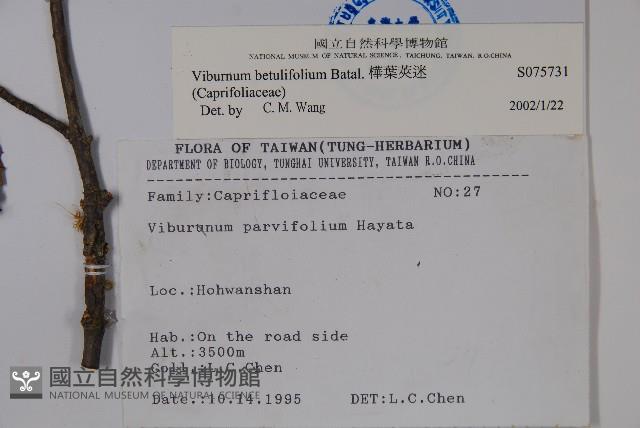 國立自然科學博物館
NATIONAL MUSEUM OF NATURAL SCIENCE, TAICHUNG, TAIWAN, R.O.CHINA
Viburnum betulifolium Batal. 樺葉莢迷 S075731
(Caprifoliaceae)
Det. by C. M. Wang 2002/1/22
FLORA OF TAIWAN(TUNG-HERBARIUM)
DEPARTMENT OF BIOLOGY, TUNGHAI UNIVERSITY, TAIWAN R.O.CHINA
Family:Caprifloiaceae NO:27
Viburunum parvifolium Hayata
Loc.:Hohwanshan
Hab.:On the road side
Alt.:3500m
Coll.:L.C.Chen
國立自然科學博物館
NATIONAL MUSEUM OF NATURAL SCIENCE
Date.:10.14.1995 DET:L.C.Chen